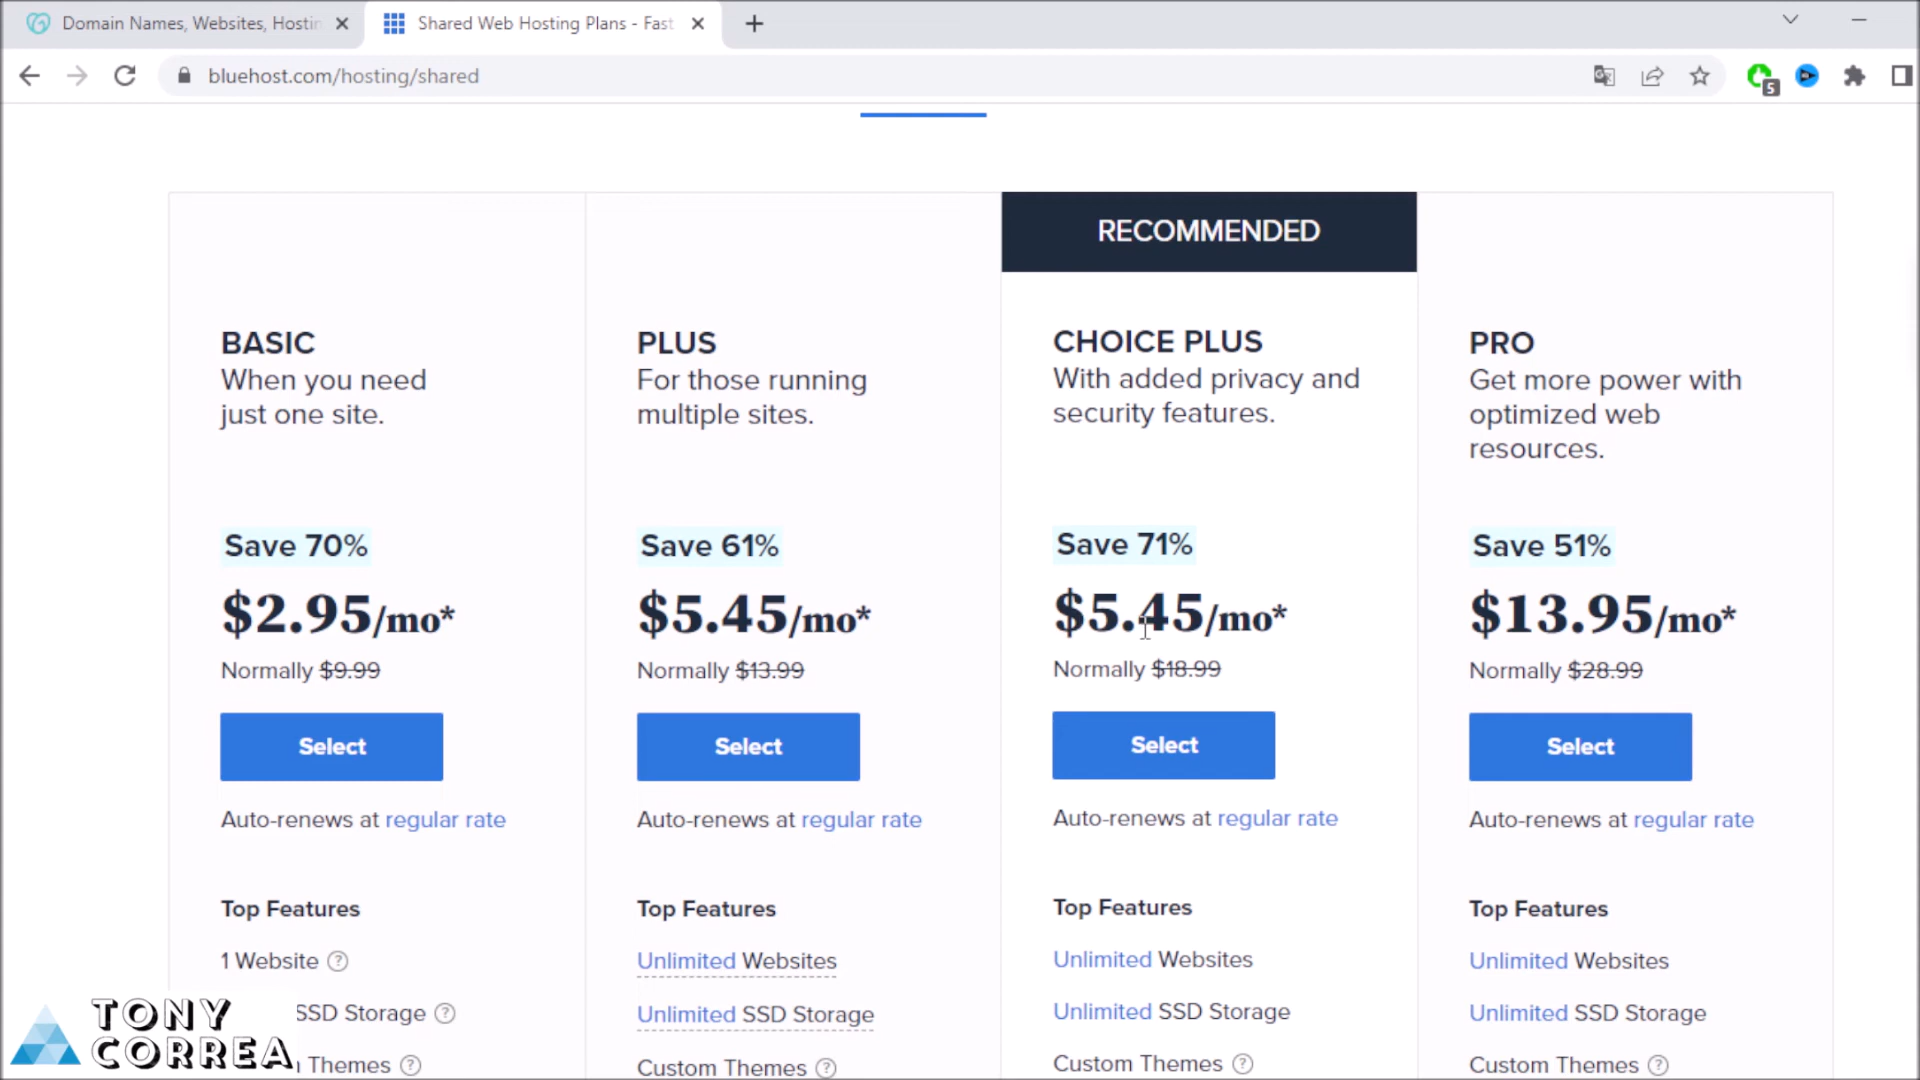 Domain Names, Websites, Hostin
Shared Web Hosting Plans - Fast
bluehost.com/hosting/shared
5
RECOMMENDED
BASIC
When you need
just one site.
Save 70%
$2.95/mo*
Normally $9.99
Select
Auto-renews at regular rate
Top Features
1 Website
SSD Storage
Themes
PLUS
For those running
multiple sites.
Save 61%
$5.45/mo*
Normally $13.99
Select
Auto-renews at regular rate
Top Features
Unlimited Websites
Unlimited SSD Storage
Custom Themes
CHOICE PLUS
With added privacy and
security features.
Save 71%
$5.45/mo*
Normally $18.99
Select
Auto-renews at regular rate
Top Features
Unlimited Websites
Unlimited SSD Storage
Custom Themes
PRO
Get more power with
optimized web
resources.
Save 51%
$13.95/mo*
Normally $28.99
Select
Auto-renews at regular rate
Top Features
Unlimited Websites
Unlimited SSD Storage
Custom Themes
TONY
CORREA